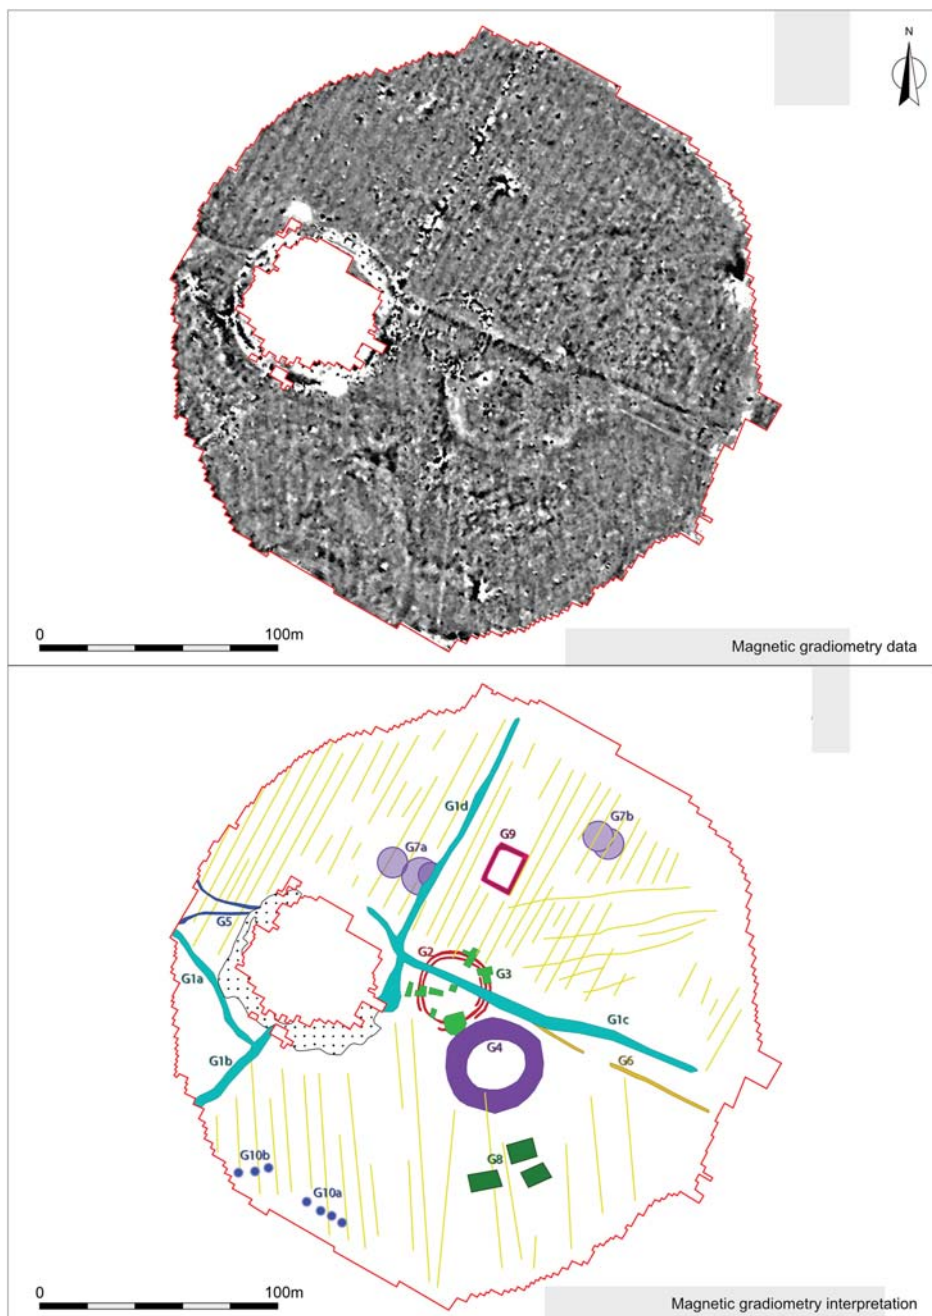 N
0 100m
Magnetic gradiometry data
G1d
G7b
G9
G7a
G5
G2
G3
G1a
G1c
G4
G1b
G6
G8
G10b
G10a
0 100m
Magnetic gradiometry interpretation